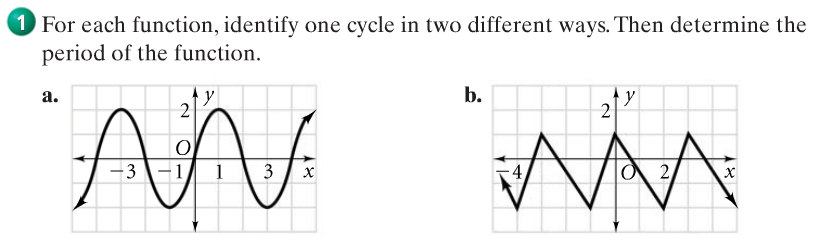 1 For each function, identify one cycle in two different ways. Then determine the
period of the function.
a.
y
2
O
−3 −1 1 3 x
b.
y
2
−4 O 2 x